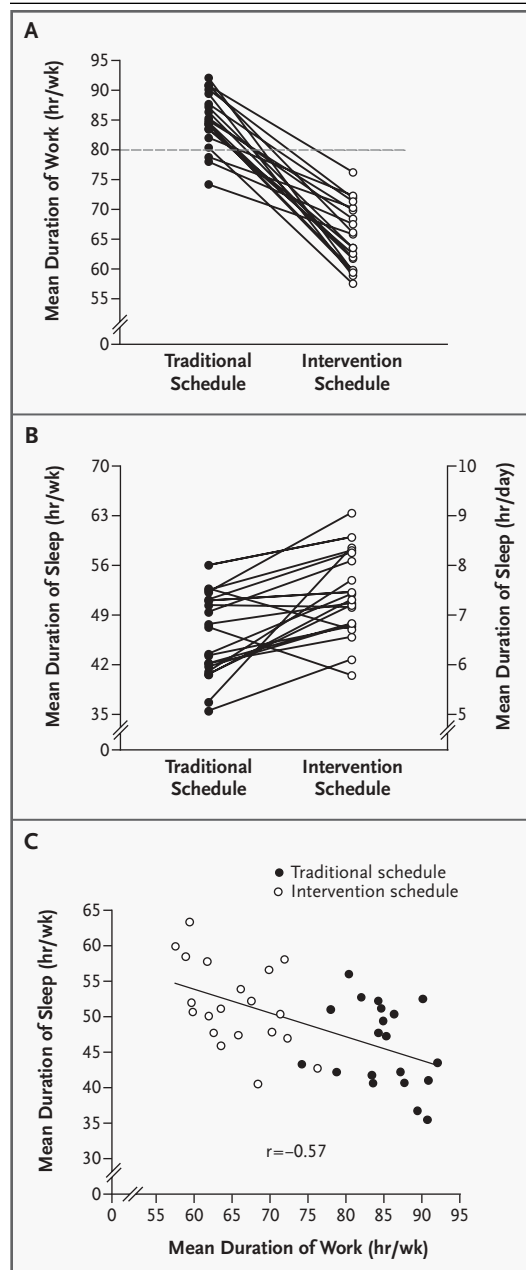 A
Mean Duration of Work (hr/wk)
95
90
85
80
75
70
65
60
55
0
Traditional
Schedule
Intervention
Schedule
B
Mean Duration of Sleep (hr/wk)
70
63
56
49
42
35
0
10
9
8
7
6
5
Mean Duration of Sleep (hr/day)
Traditional
Schedule
Intervention
Schedule
C
Traditional schedule
Intervention schedule
Mean Duration of Sleep (hr/wk)
65
60
55
50
45
40
35
30
0
r=–0.57
0 55 60 65 70 75 80 85 90 95
Mean Duration of Work (hr/wk)